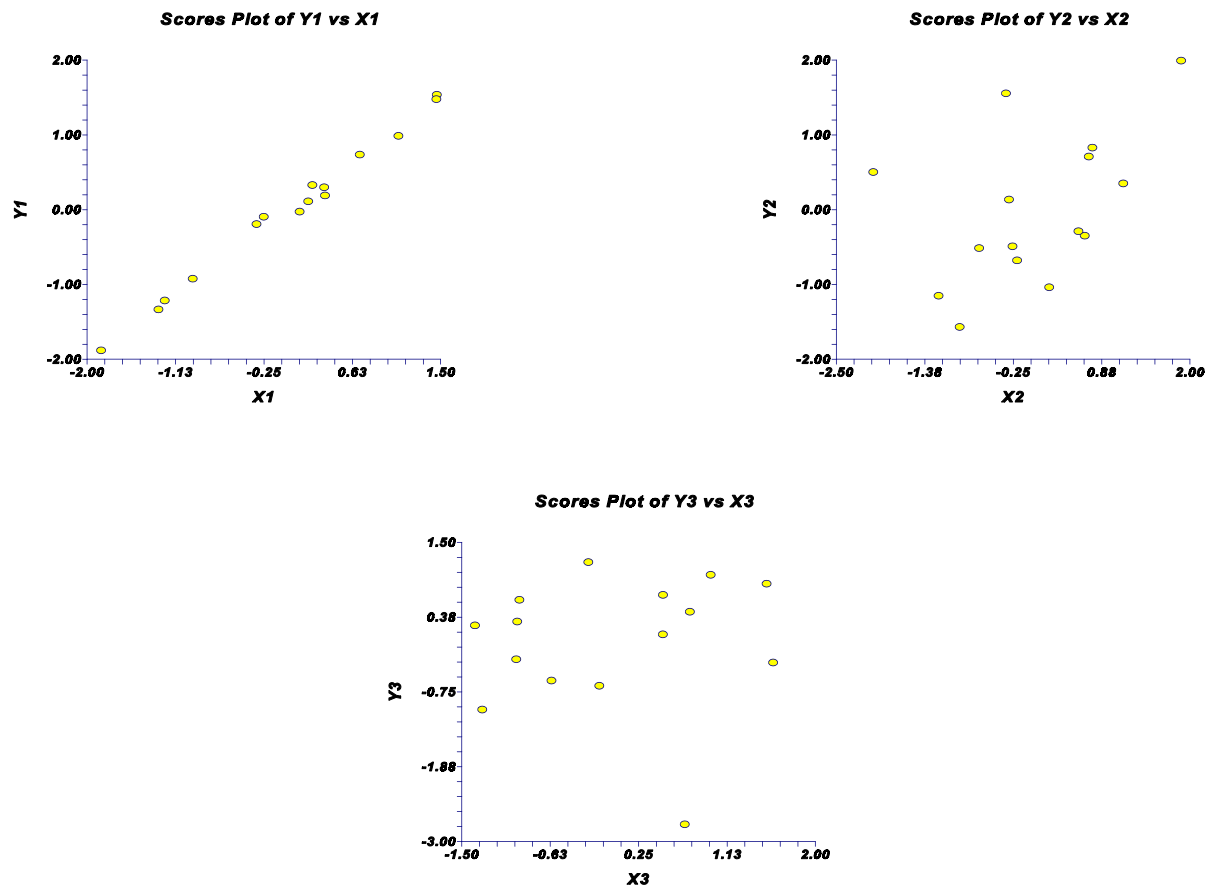 Scores Plot of Y1 vs X1
2.00
1.00
Y1
0.00
-1.00
-2.00
-2.00 -1.13 -0.25 0.63 1.50
X1
Scores Plot of Y2 vs X2
2.00
1.00
Y2
0.00
-1.00
-2.00
-2.50 -1.38 -0.25 0.88 2.00
X2
Scores Plot of Y3 vs X3
1.50
0.38
Y3
-0.75
-1.88
-3.00
-1.50 -0.63 0.25 1.13 2.00
X3